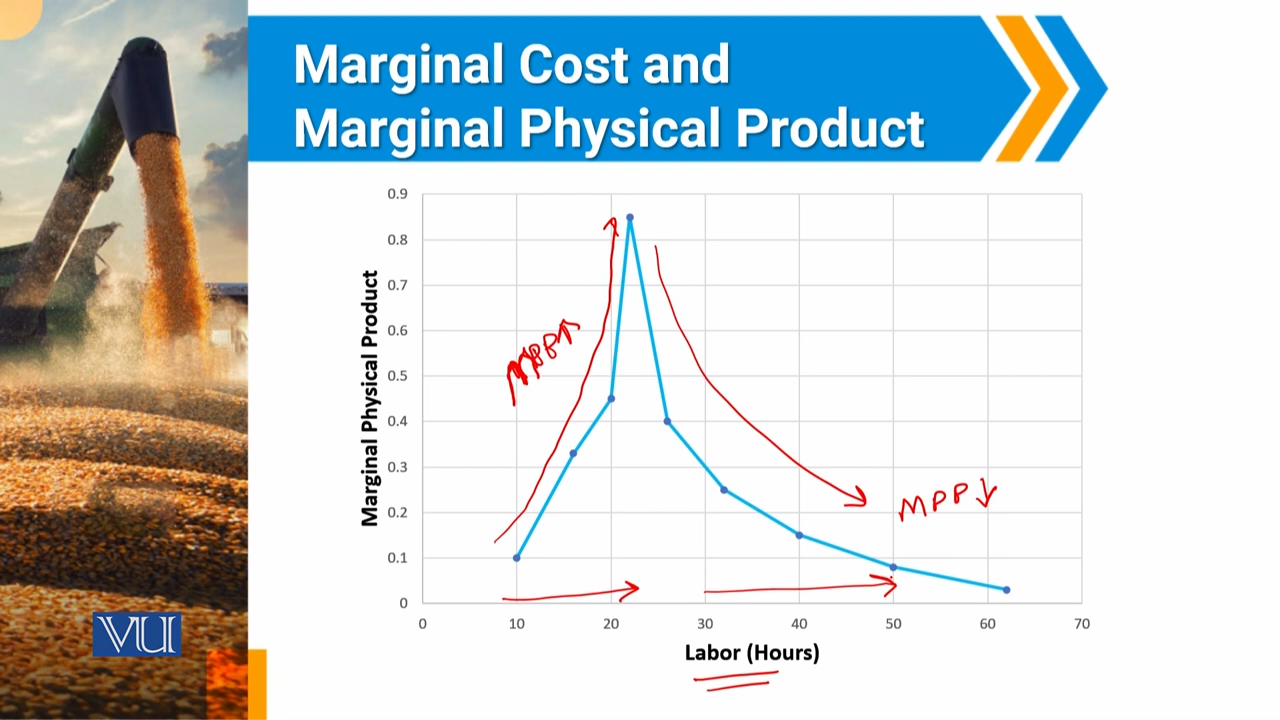 Marginal Cost and
Marginal Physical Product
Marginal Physical Product
0.9
0.8
0.7
0.6
0.5
0.4
0.3
0.2
0.1
0
0 10 20 30 40 50 60 70
Labor (Hours)
MPP↑
MPP↓
VU